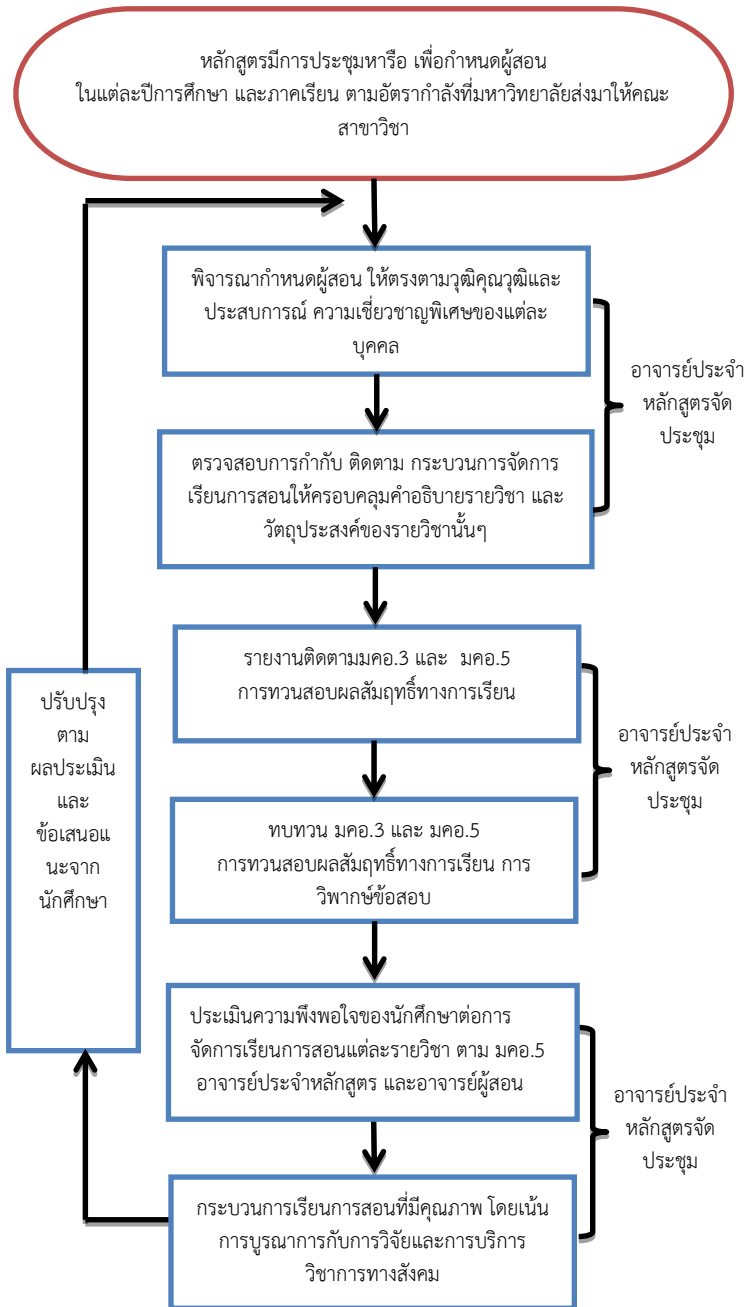 หลักสูตรมีการประชุมหารือ เพื่อกำหนดผู้สอน
ในแต่ละปีการศึกษา และภาคเรียน ตามอัตรากำลังที่มหาวิทยาลัยส่งมาให้คณะ
สาขาวิชา
พิจารณากำหนดผู้สอน ให้ตรงตามวุฒิคุณวุฒิและ
ประสบการณ์ ความเชี่ยวชาญพิเศษของแต่ละ
บุคคล
อาจารย์ประจำ
หลักสูตรจัด
ประชุม
ตรวจสอบการกำกับ ติดตาม กระบวนการจัดการ
เรียนการสอนให้ครอบคลุมคำอธิบายรายวิชา และ
วัตถุประสงค์ของรายวิชานั้นๆ
รายงานติดตามมคอ.3 และ มคอ.5
การทวนสอบผลสัมฤทธิ์ทางการเรียน
อาจารย์ประจำ
หลักสูตรจัด
ประชุม
ทบทวน มคอ.3 และ มคอ.5
การทวนสอบผลสัมฤทธิ์ทางการเรียน การ
วิพากษ์ข้อสอบ
ประเมินความพึงพอใจของนักศึกษาต่อการ
จัดการเรียนการสอนแต่ละรายวิชา ตาม มคอ.5
อาจารย์ประจำหลักสูตร และอาจารย์ผู้สอน
อาจารย์ประจำ
หลักสูตรจัด
ประชุม
กระบวนการเรียนการสอนที่มีคุณภาพ โดยเน้น
การบูรณาการกับการวิจัยและการบริการ
วิชาการทางสังคม
ปรับปรุง
ตาม
ผลประเมิน
และ
ข้อเสนอแ
นะจาก
นักศึกษา